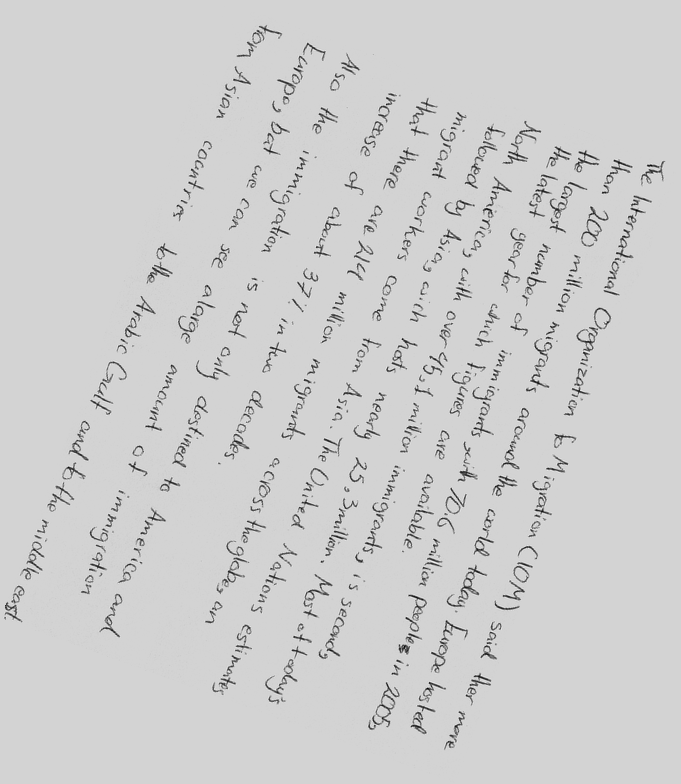 The International Organization to Migration (IOM) said ther more
than 200 million migrants around the world today. Europe hosted
the largest number of immigrants with 70.6 million people in 2005,
the latest year for which figures are available.
North America, with over 45.1 million immigrants, is second,
followed by Asia, wich hosts nearly 25,3 million. Most of today's
migrant workers come from Asia. The United Nations estimates
that there are 214 million migrants across the globe, an
increase of about 37% in two decades.
Also the immigration is not only destined to America and
Europe, but we can see a large amount of immigration
from Asian countries to the Arabic Gulf and to the middle east.